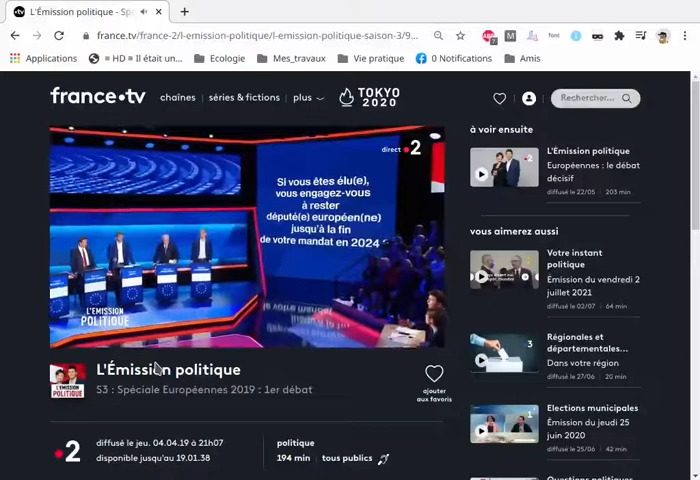 L'Émission politique - Sp
france.tv/france-2/l-emission-politique/l-emission-politique-saison-3/9...
Applications
= HD = Il était un...
Ecologie
Mes_travaux
Vie pratique
0 Notifications
Amis
france•tv
chaînes
séries & fictions
plus
TOKYO
2020
Rechercher...
direct 2
Si vous êtes élu(e),
vous engagez-vous
à rester
député(e) européen(ne)
jusqu'à la fin
de votre mandat en 2024
L'ÉMISSION
POLITIQUE
L'Émission politique
S3 : Spéciale Européennes 2019 : 1er débat
ajouter
aux favoris
2
diffusé le jeu. 04.04.19 à 21h07
disponible jusqu'au 19.01.38
politique
194 min
tous publics
à voir ensuite
L'Émission politique
Européennes : le débat
décisif
diffusé le 22/05
203 min
vous aimerez aussi
Votre instant
politique
Émission du vendredi 2
juillet 2021
diffusé le 02/07
64 min
Régionales et
départementales...
Dans votre région
diffusé le 27/06
20 min
Elections municipales
Émission du jeudi 25
juin 2020
diffusé le 25/06
42 min
Questions politiques